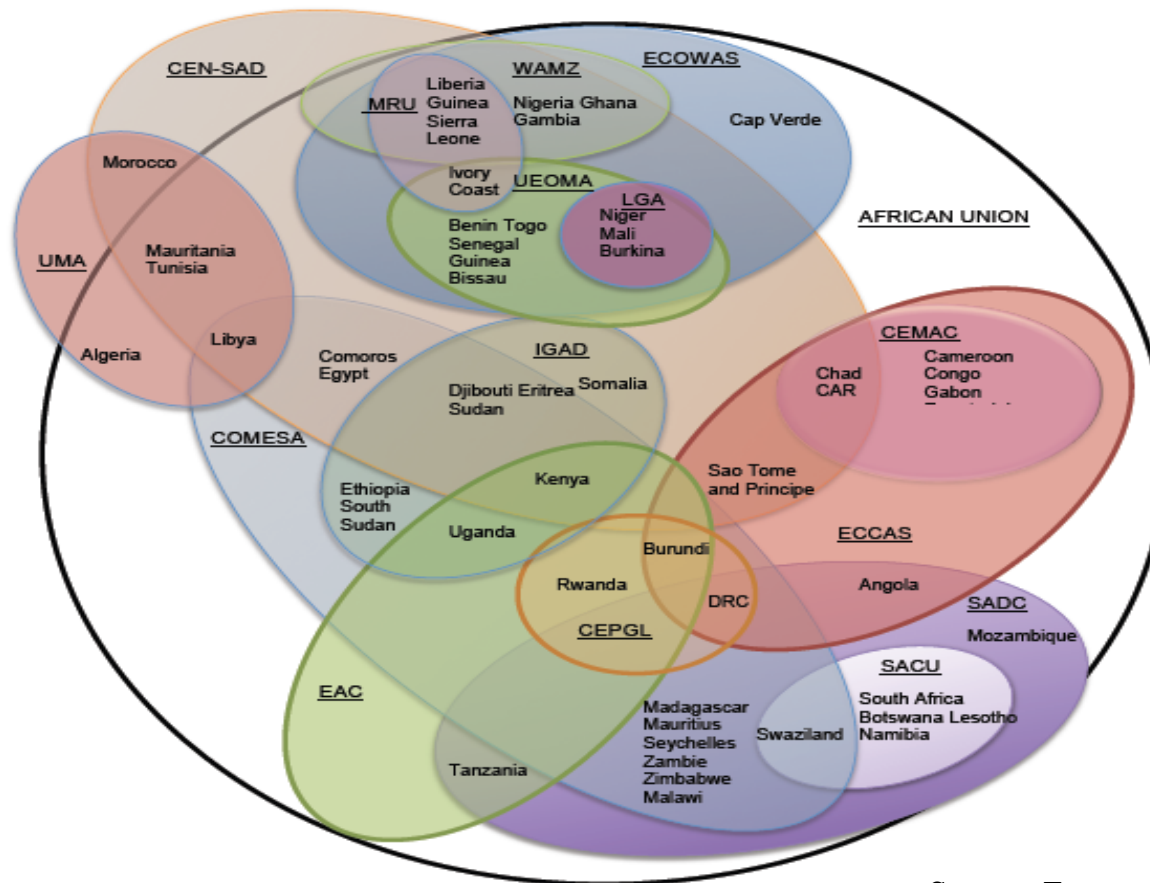 CEN-SAD
WAMZ
ECOWAS
MRU
Liberia
Guinea
Sierra
Leone
Nigeria Ghana
Gambia
Cap Verde
Morocco
Ivory
Coast
UEOMA
LGA
Niger
Mali
Burkina
AFRICAN UNION
UMA
Mauritania
Tunisia
Benin Togo
Senegal
Guinea
Bissau
Algeria
Libya
Comoros
Egypt
IGAD
Somalia
Djibouti Eritrea
Sudan
CEMAC
Chad
CAR
Cameroon
Congo
Gabon
COMESA
Kenya
Sao Tome
and Principe
Ethiopia
South
Sudan
Uganda
ECCAS
Burundi
Rwanda
DRC
Angola
SADC
Mozambique
CEPGL
SACU
EAC
South Africa
Botswana Lesotho
Namibia
Madagascar
Mauritius
Seychelles
Zambie
Zimbabwe
Malawi
Swaziland
Tanzania